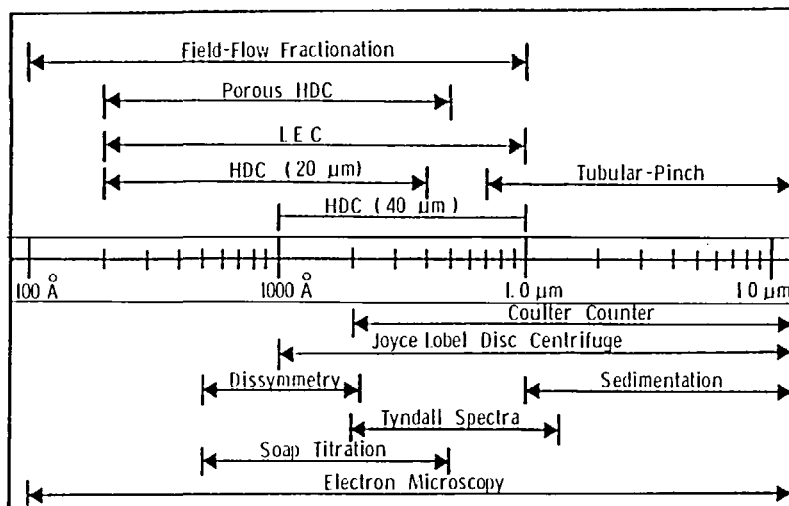 Field-Flow Fractionation
Porous HDC
LEC
HDC (20 μm)
Tubular-Pinch
HDC (40 μm)
100 Å 1000 Å 1.0 μm 10 μm
Coulter Counter
Joyce Lobel Disc Centrifuge
Dissymmetry Sedimentation
Tyndall Spectra
Soap Titration
Electron Microscopy